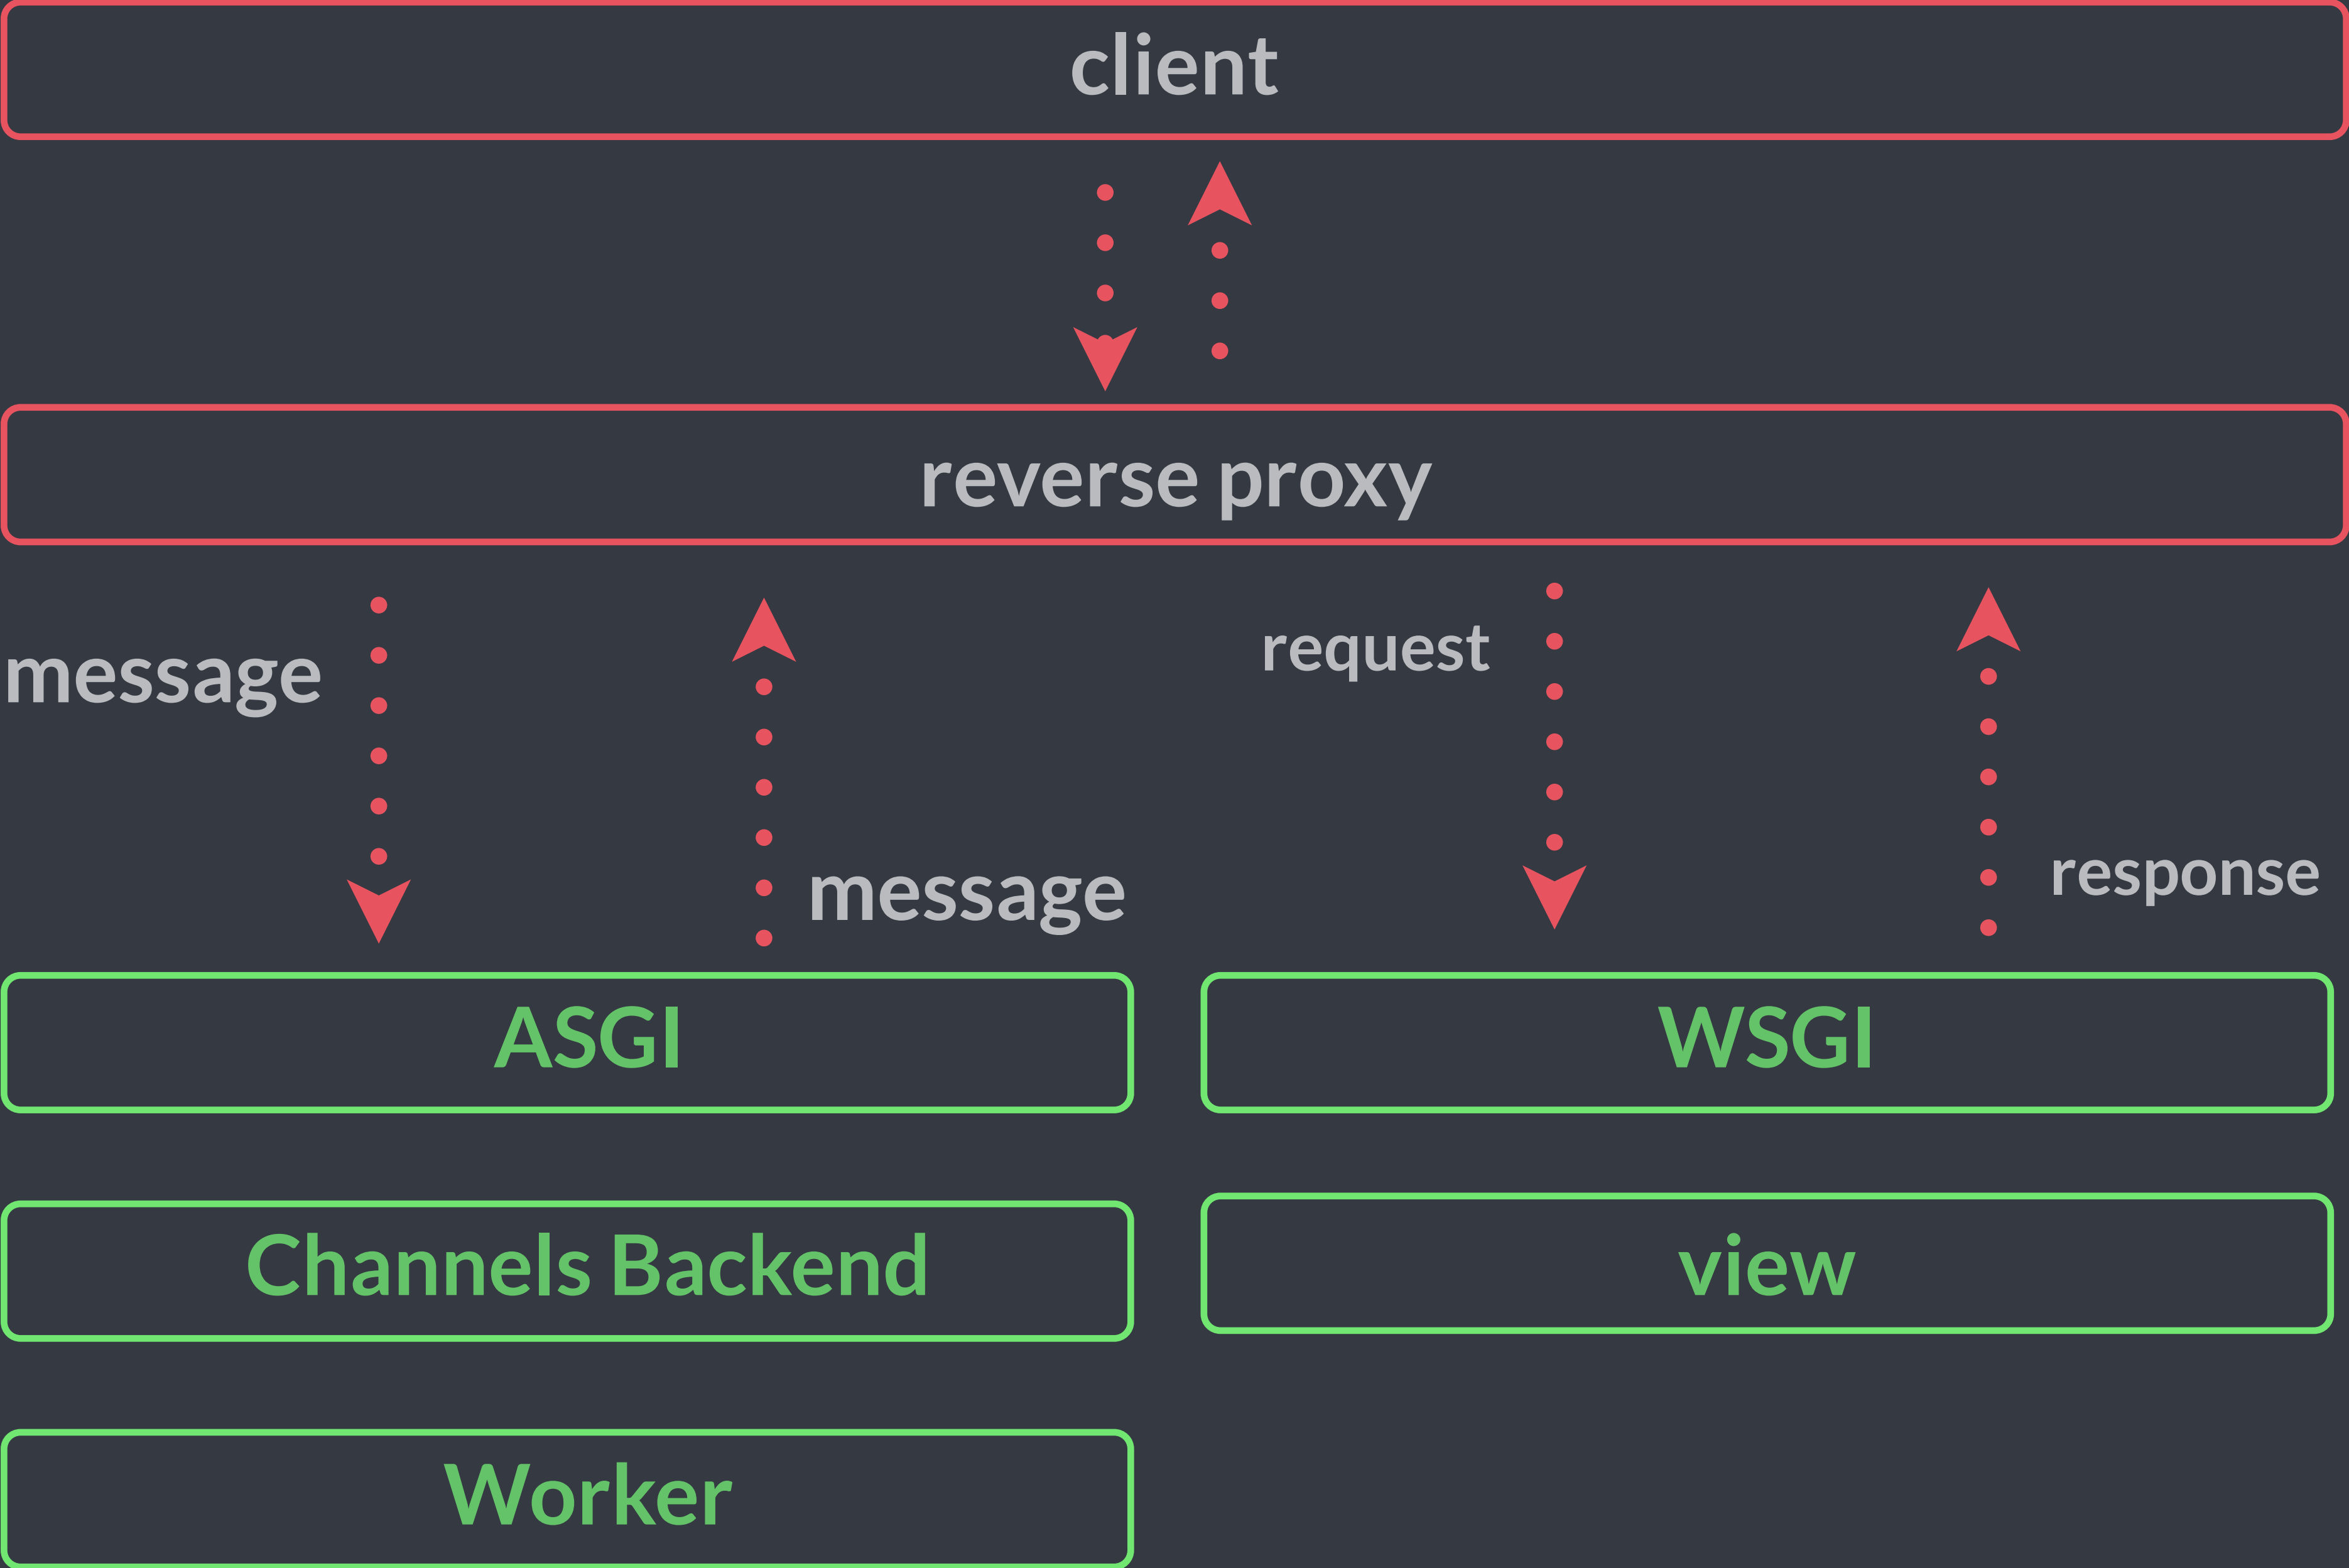 client
reverse proxy
message
message
request
response
ASGI
WSGI
Channels Backend
view
Worker